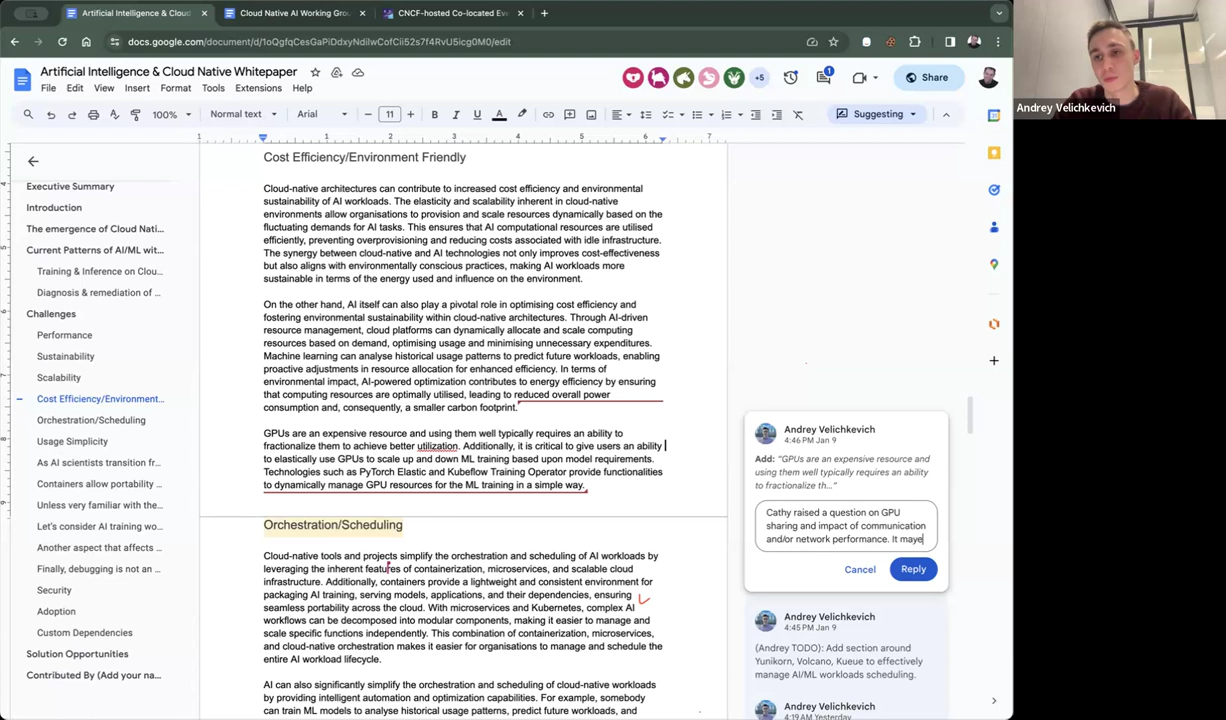 Artificial Intelligence & Cloud
Cloud Native AI Working Gro
CNCF-hosted Co-located Eve
docs.google.com/document/d/1oQgfqCesGaPiDdxyNdilwCofCii52s7f4RvU5icg0M0/edit
Artificial Intelligence & Cloud Native Whitepaper
+5
1
Share
File Edit View Insert Format Tools Extensions Help
100%
Normal text
Arial
11
Suggesting
1 1 2 3 4 5 6 7
Executive Summary
Introduction
The emergence of Cloud Nati...
Current Patterns of AI/ML wit...
Training & Inference on Clou...
Diagnosis & remediation of ...
Challenges
Performance
Sustainability
Scalability
Cost Efficiency/Environment...
Orchestration/Scheduling
Usage Simplicity
As AI scientists transition fr...
Containers allow portability ...
Unless very familiar with the...
Let's consider AI training wo...
Another aspect that affects ...
Finally, debugging is not an ...
Security
Adoption
Custom Dependencies
Solution Opportunities
Contributed By (Add your na...
Cost Efficiency/Environment Friendly
Cloud-native architectures can contribute to increased cost efficiency and environmental
sustainability of AI workloads. The elasticity and scalability inherent in cloud-native
environments allow organisations to provision and scale resources dynamically based on the
fluctuating demands for AI tasks. This ensures that AI computational resources are utilised
efficiently, preventing overprovisioning and reducing costs associated with idle infrastructure.
The synergy between cloud-native and AI technologies not only improves cost-effectiveness
but also aligns with environmentally conscious practices, making AI workloads more
sustainable in terms of the energy used and influence on the environment.
On the other hand, AI itself can also play a pivotal role in optimising cost efficiency and
fostering environmental sustainability within cloud-native architectures. Through AI-driven
resource management, cloud platforms can dynamically allocate and scale computing
resources based on demand, optimising usage and minimising unnecessary expenditures.
Machine learning can analyse historical usage patterns to predict future workloads, enabling
proactive adjustments in resource allocation for enhanced efficiency. In terms of
environmental impact, AI-powered optimization contributes to energy efficiency by ensuring
that computing resources are optimally utilised, leading to reduced overall power
consumption and, consequently, a smaller carbon footprint.
GPUs are an expensive resource and using them well typically requires an ability to
fractionalize them to achieve better utilization. Additionally, it is critical to give users an ability
to elastically use GPUs to scale up and down ML training based upon model requirements.
Technologies such as PyTorch Elastic and Kubeflow Training Operator provide functionalities
to dynamically manage GPU resources for the ML training in a simple way.
Orchestration/Scheduling
Cloud-native tools and projects simplify the orchestration and scheduling of AI workloads by
leveraging the inherent features of containerization, microservices, and scalable cloud
infrastructure. Additionally, containers provide a lightweight and consistent environment for
packaging AI training, serving models, applications, and their dependencies, ensuring
seamless portability across the cloud. With microservices and Kubernetes, complex AI
workflows can be decomposed into modular components, making it easier to manage and
scale specific functions independently. This combination of containerization, microservices,
and cloud-native orchestration makes it easier for organisations to manage and schedule the
entire AI workload lifecycle.
AI can also significantly simplify the orchestration and scheduling of cloud-native workloads
by providing intelligent automation and optimization capabilities. For example, somebody
can train ML models to analyse historical usage patterns, predict future workloads, and
Andrey Velichkevich
4:46 PM Jan 9
Add: "GPUs are an expensive resource and
using them well typically requires an ability
to fractionalize th..."
Cathy raised a question on GPU
sharing and impact of communication
and/or network performance. It maye
Cancel
Reply
Andrey Velichkevich
4:45 PM Jan 9
(Andrey TODO): Add section around
Yunikorn, Volcano, Kueue to effectively
manage AI/ML workloads scheduling.
Andrey Velichkevich
4:19 AM Yesterday
Andrey Velichkevich